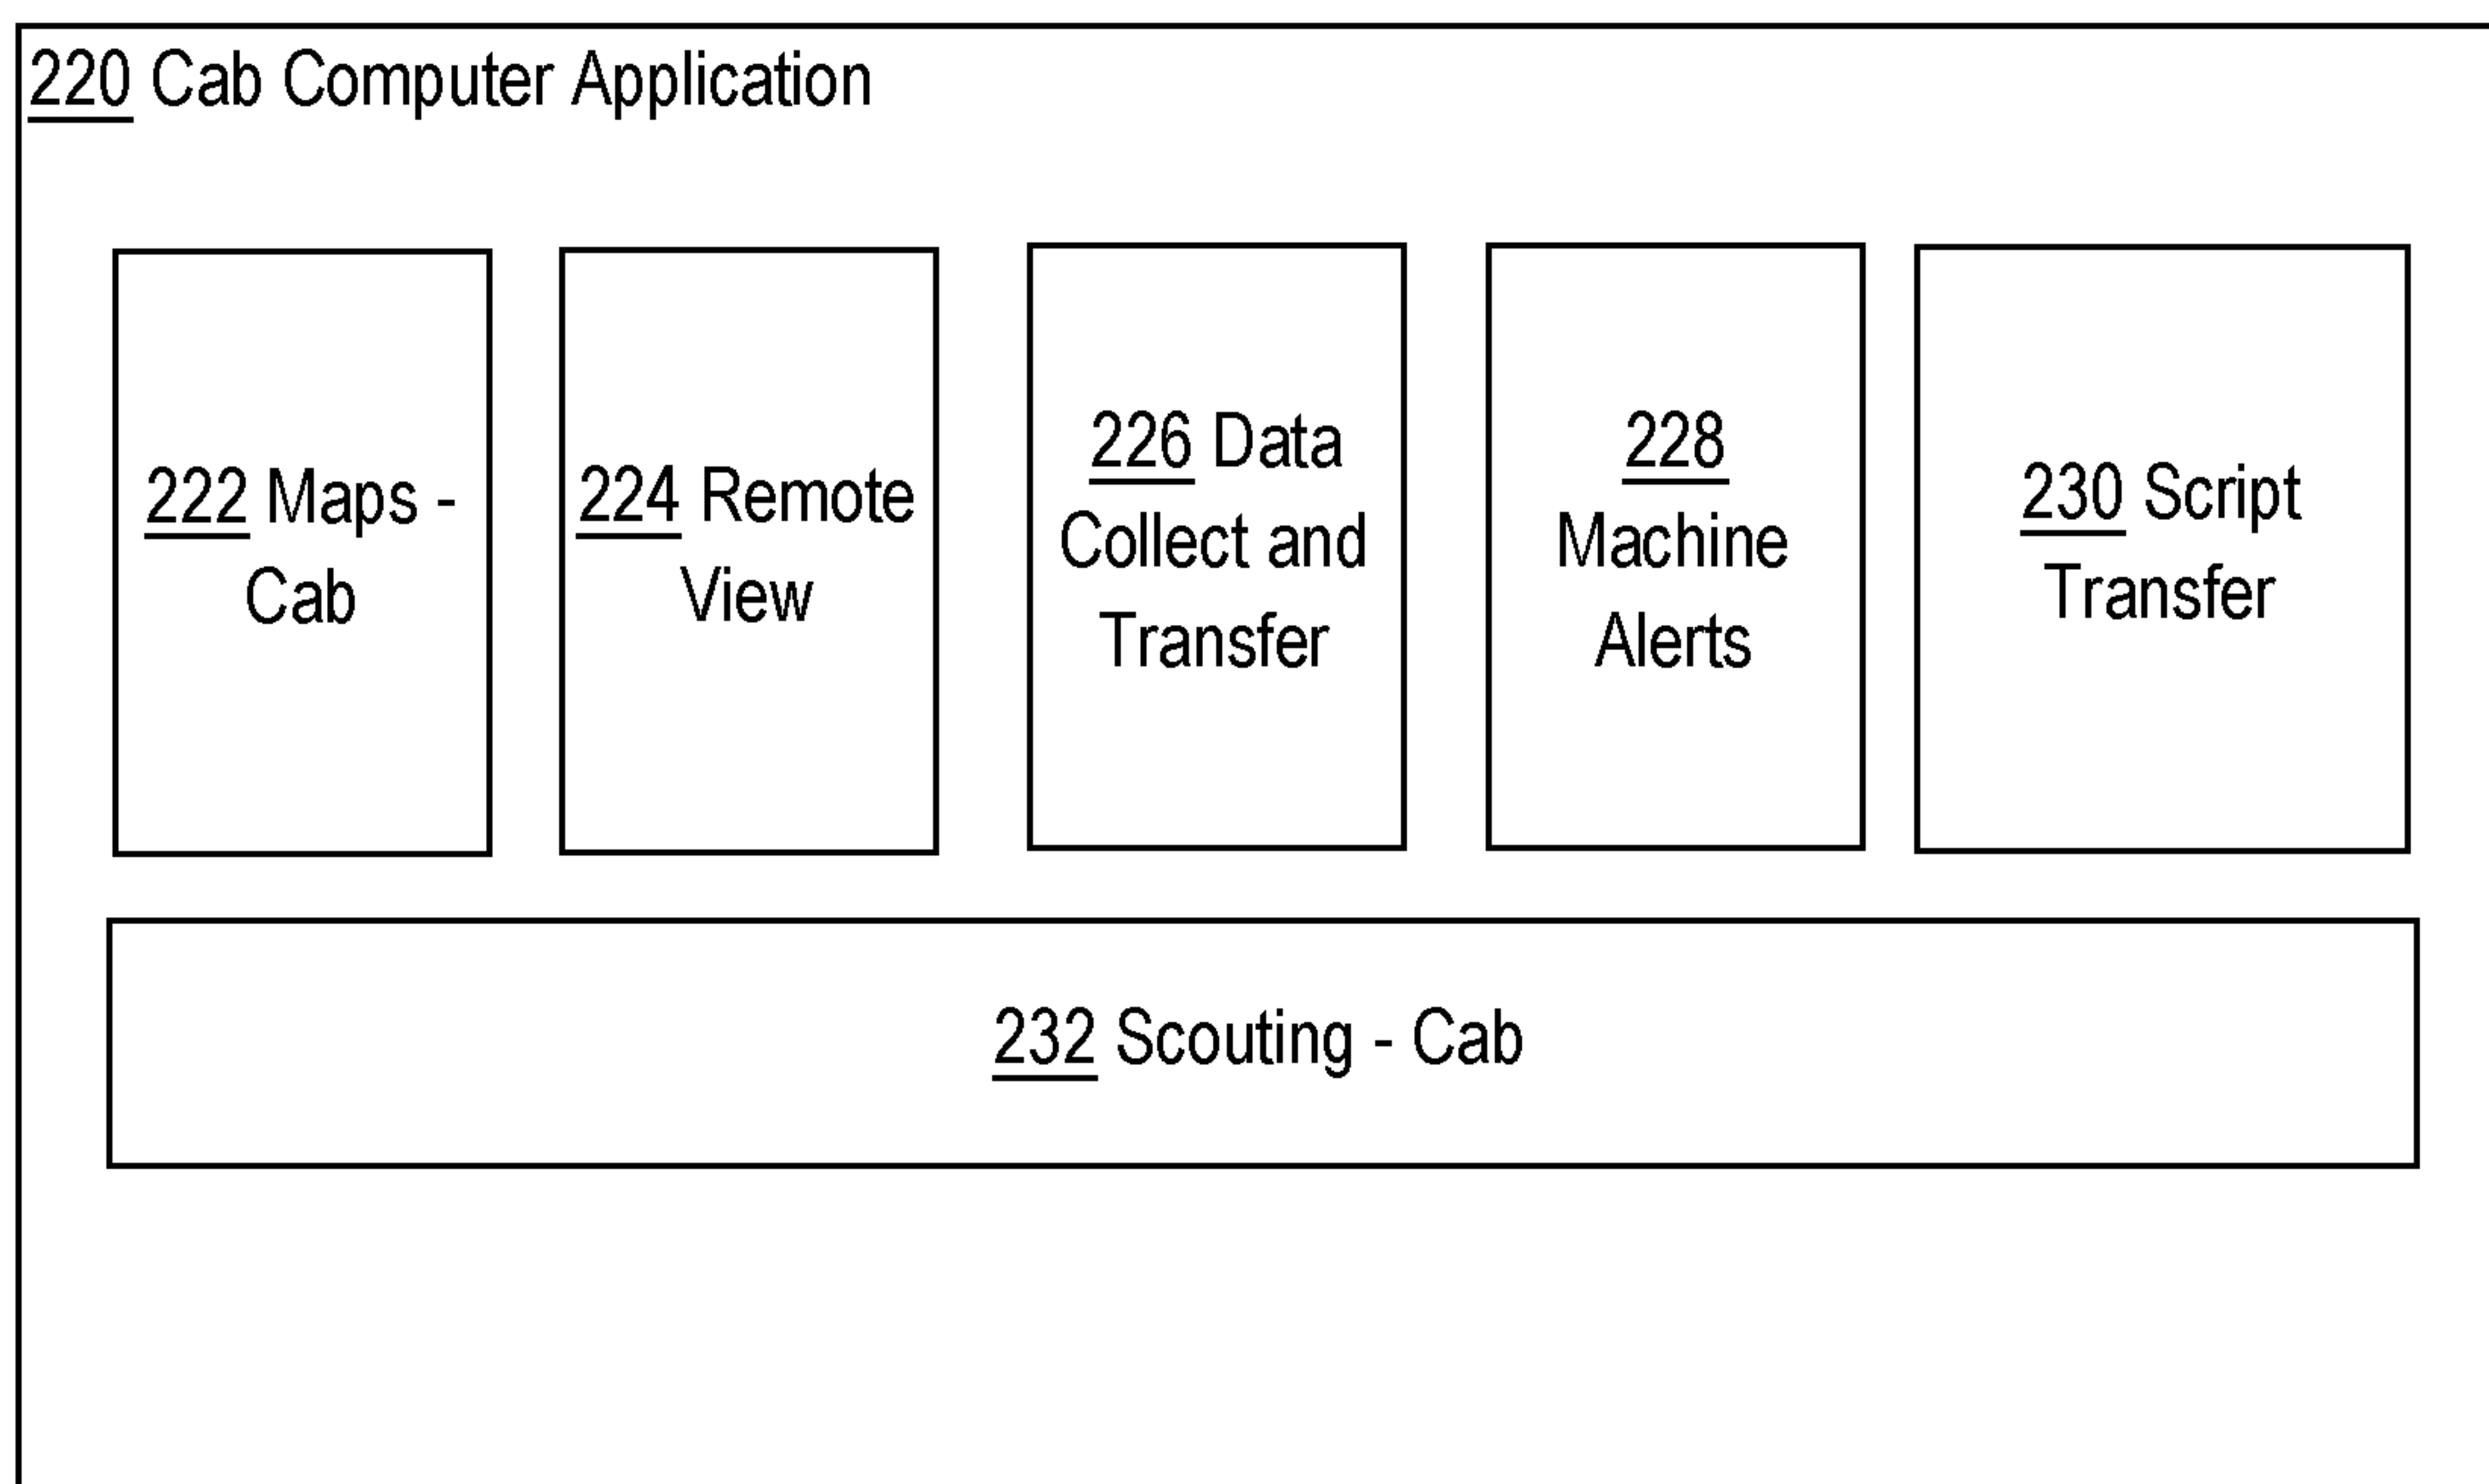 220 Cab Computer Application
222 Maps -
Cab
224 Remote
View
226 Data
Collect and
Transfer
228
Machine
Alerts
230 Script
Transfer
232 Scouting - Cab